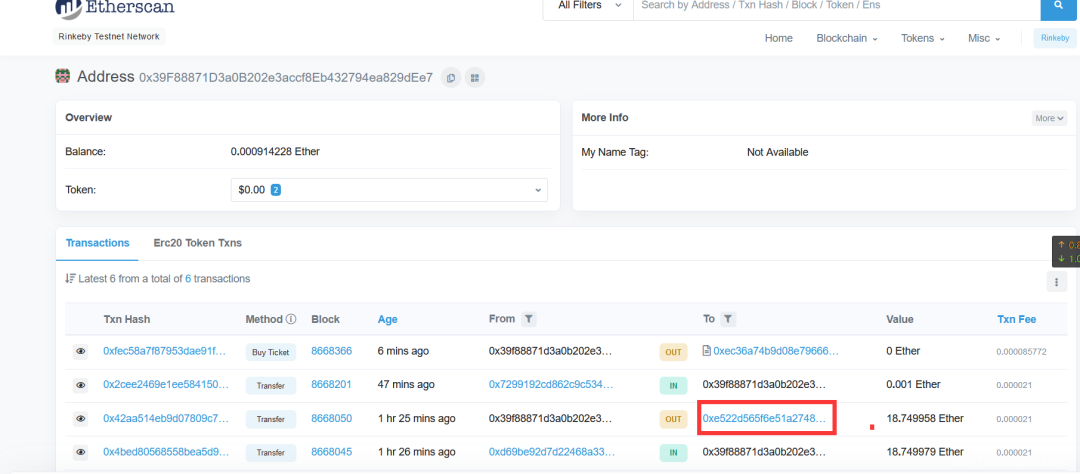 Etherscan
All Filters
Search by Address / Txn Hash / Block / Token / Ens
Rinkeby Testnet Network
Home Blockchain Tokens Misc Rinkeby
Address 0x39F88871D3a0B202e3accf8Eb432794ea829dEe7
Overview
Balance: 0.000914228 Ether
Token: $0.00 2
More Info More
My Name Tag: Not Available
Transactions Erc20 Token Txns
Latest 6 from a total of 6 transactions
Txn Hash Method Block Age From To Value Txn Fee
0xfec58a7f87953dae91f... Buy Ticket 8668366 6 mins ago 0x39f88871d3a0b202e3... OUT 0xec36a74b9d08e79666... 0 Ether 0.000085772
0x2cee2469e1ee584150... Transfer 8668201 47 mins ago 0x7299192cd862c9c534... IN 0x39f88871d3a0b202e3... 0.001 Ether 0.000021
0x42aa514eb9d07809c7... Transfer 8668050 1 hr 25 mins ago 0x39f88871d3a0b202e3... OUT 0xe522d565f6e51a2748... 18.749958 Ether 0.000021
0x4bed80568558bea5d9... Transfer 8668045 1 hr 26 mins ago 0xd69be92d7d22468a33... IN 0x39f88871d3a0b202e3... 18.749979 Ether 0.000021